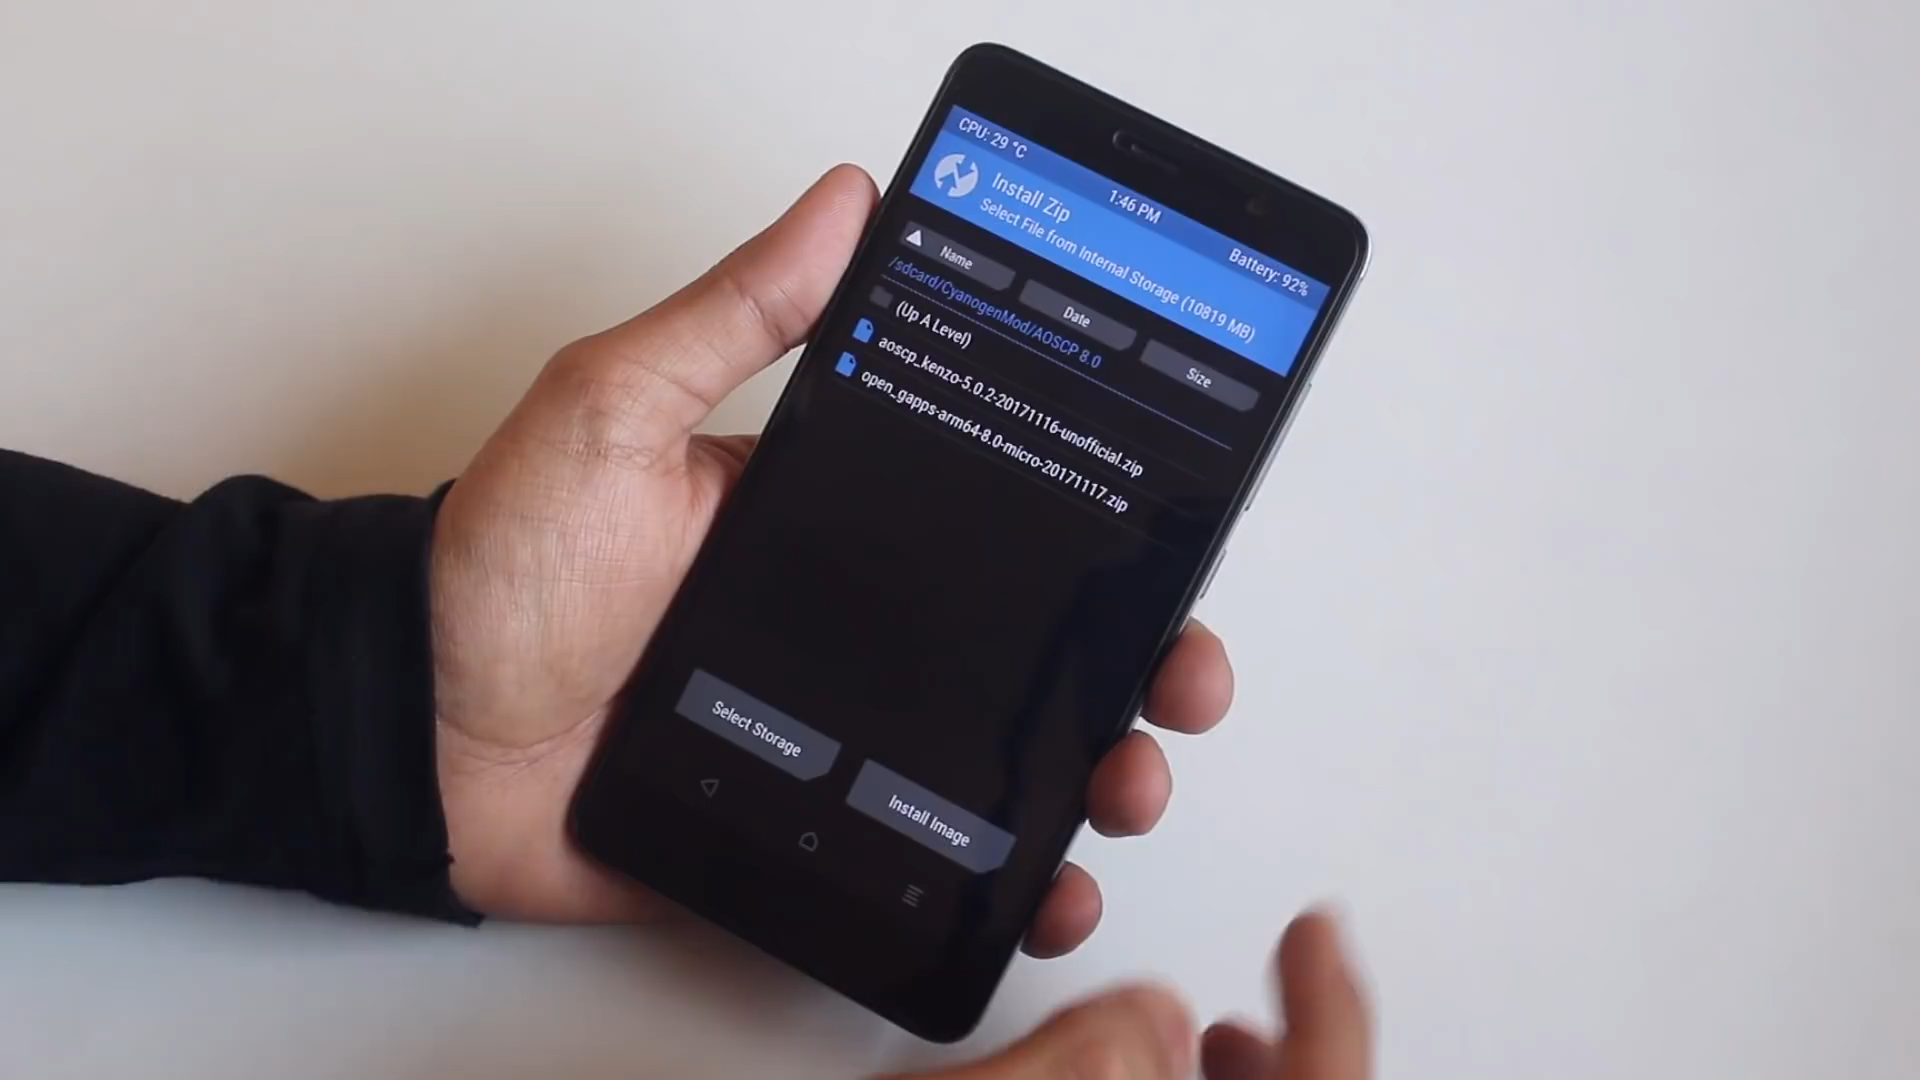 CPU: 29 °C
1:46 PM
Battery: 92%
Install Zip
Select File from Internal Storage (10819 MB)
Name
Date
Size
/sdcard/CyanogenMod/AOSCP 8.0
(Up A Level)
aoscp_kenzo-5.0.2-20171116-unofficial.zip
open_gapps-arm64-8.0-micro-20171117.zip
Select Storage
Install Image